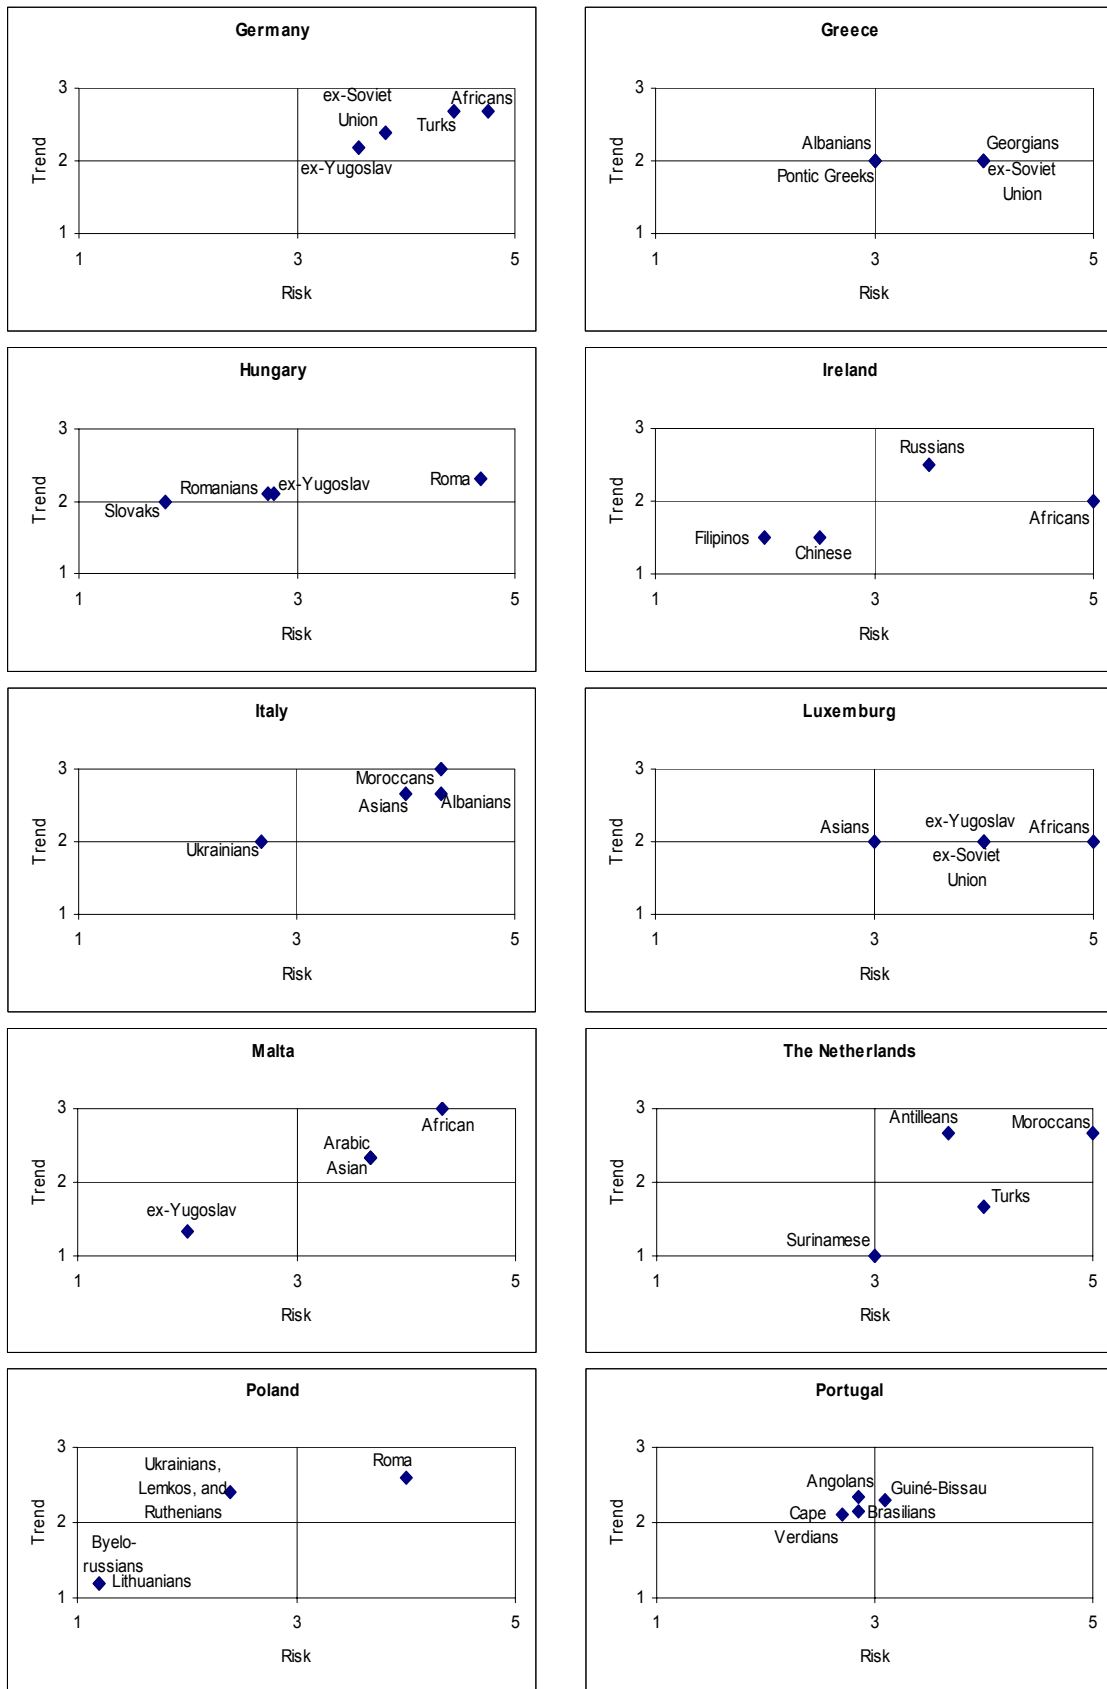 Germany
3
ex-Soviet
Africans
Union
Turks
Trend
2
ex-Yugoslav
1
1
3
5
Risk
Greece
3
Albanians
Georgians
Trend
2
Pontic Greeks
ex-Soviet
Union
1
1
3
5
Risk
Hungary
3
Romanians
ex-Yugoslav
Roma
Trend
2
Slovaks
1
1
3
5
Risk
Ireland
3
Russians
Trend
2
Africans
Filipinos
Chinese
1
1
3
5
Risk
Italy
3
Moroccans
Asians
Albanians
Trend
2
Ukrainians
1
1
3
5
Risk
Luxemburg
3
Asians
ex-Yugoslav
Africans
Trend
2
ex-Soviet
Union
1
1
3
5
Risk
Malta
3
African
Arabic
Asian
Trend
2
ex-Yugoslav
1
1
3
5
Risk
The Netherlands
3
Antilleans
Moroccans
Trend
2
Turks
Surinamese
1
1
3
5
Risk
Poland
3
Ukrainians,
Lemkos, and
Ruthenians
Roma
Trend
2
Byelo-
russians
Lithuanians
1
1
3
5
Risk
Portugal
3
Angolans
Guiné-Bissau
Cape
Verdians
Brasilians
Trend
2
1
1
3
5
Risk